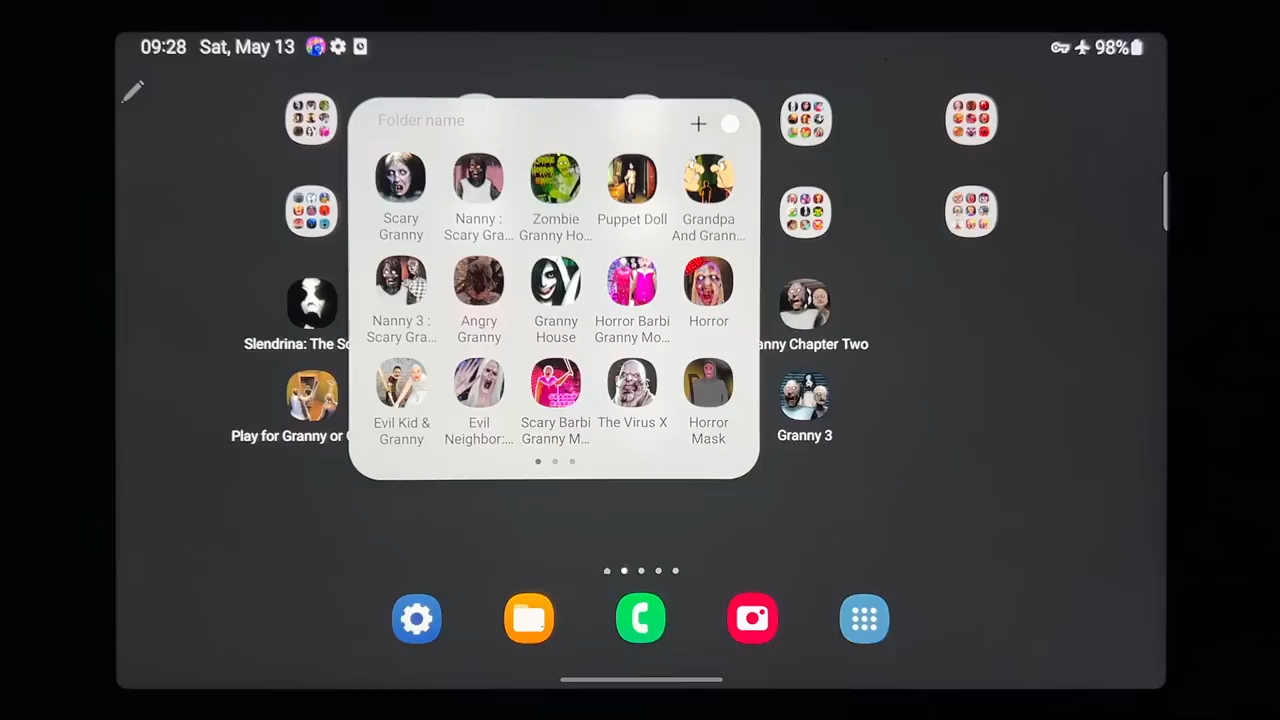 09:28 Sat, May 13
98%
Folder name
Scary
Granny
Nanny :
Scary Gra...
Zombie
Granny Ho...
Puppet Doll
Grandpa
And Grann...
Nanny 3 :
Scary Gra...
Angry
Granny
Granny
House
Horror Barbi
Granny Mo...
Horror
Evil Kid &
Granny
Evil
Neighbor:...
Scary Barbi
Granny M...
The Virus X
Horror
Mask
Slendrina: The Sc
anny Chapter Two
Play for Granny or G
Granny 3